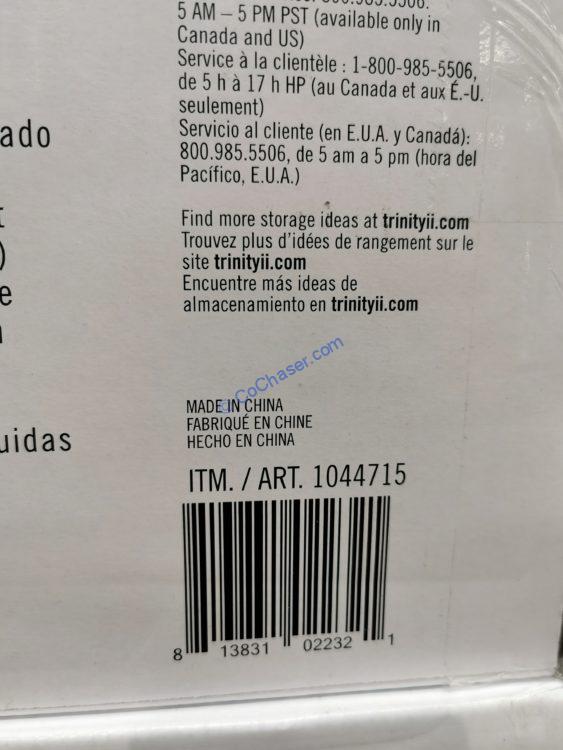 5 AM – 5 PM PST (available only in
Canada and US)
Service à la clientèle : 1-800-985-5506,
de 5 h à 17 h HP (au Canada et aux É.-U.
seulement)
Servicio al cliente (en E.U.A. y Canadá):
800.985.5506, de 5 am a 5 pm (hora del
Pacífico, E.U.A.)
ado
Find more storage ideas at trinityii.com
Trouvez plus d'idées de rangement sur le
site trinityii.com
Encuentre más ideas de
almacenamiento en trinityii.com
)
e
CoChaser.com
MADE IN CHINA
FABRIQUÉ EN CHINE
HECHO EN CHINA
uidas
ITM. / ART. 1044715
8 13831 02232 1